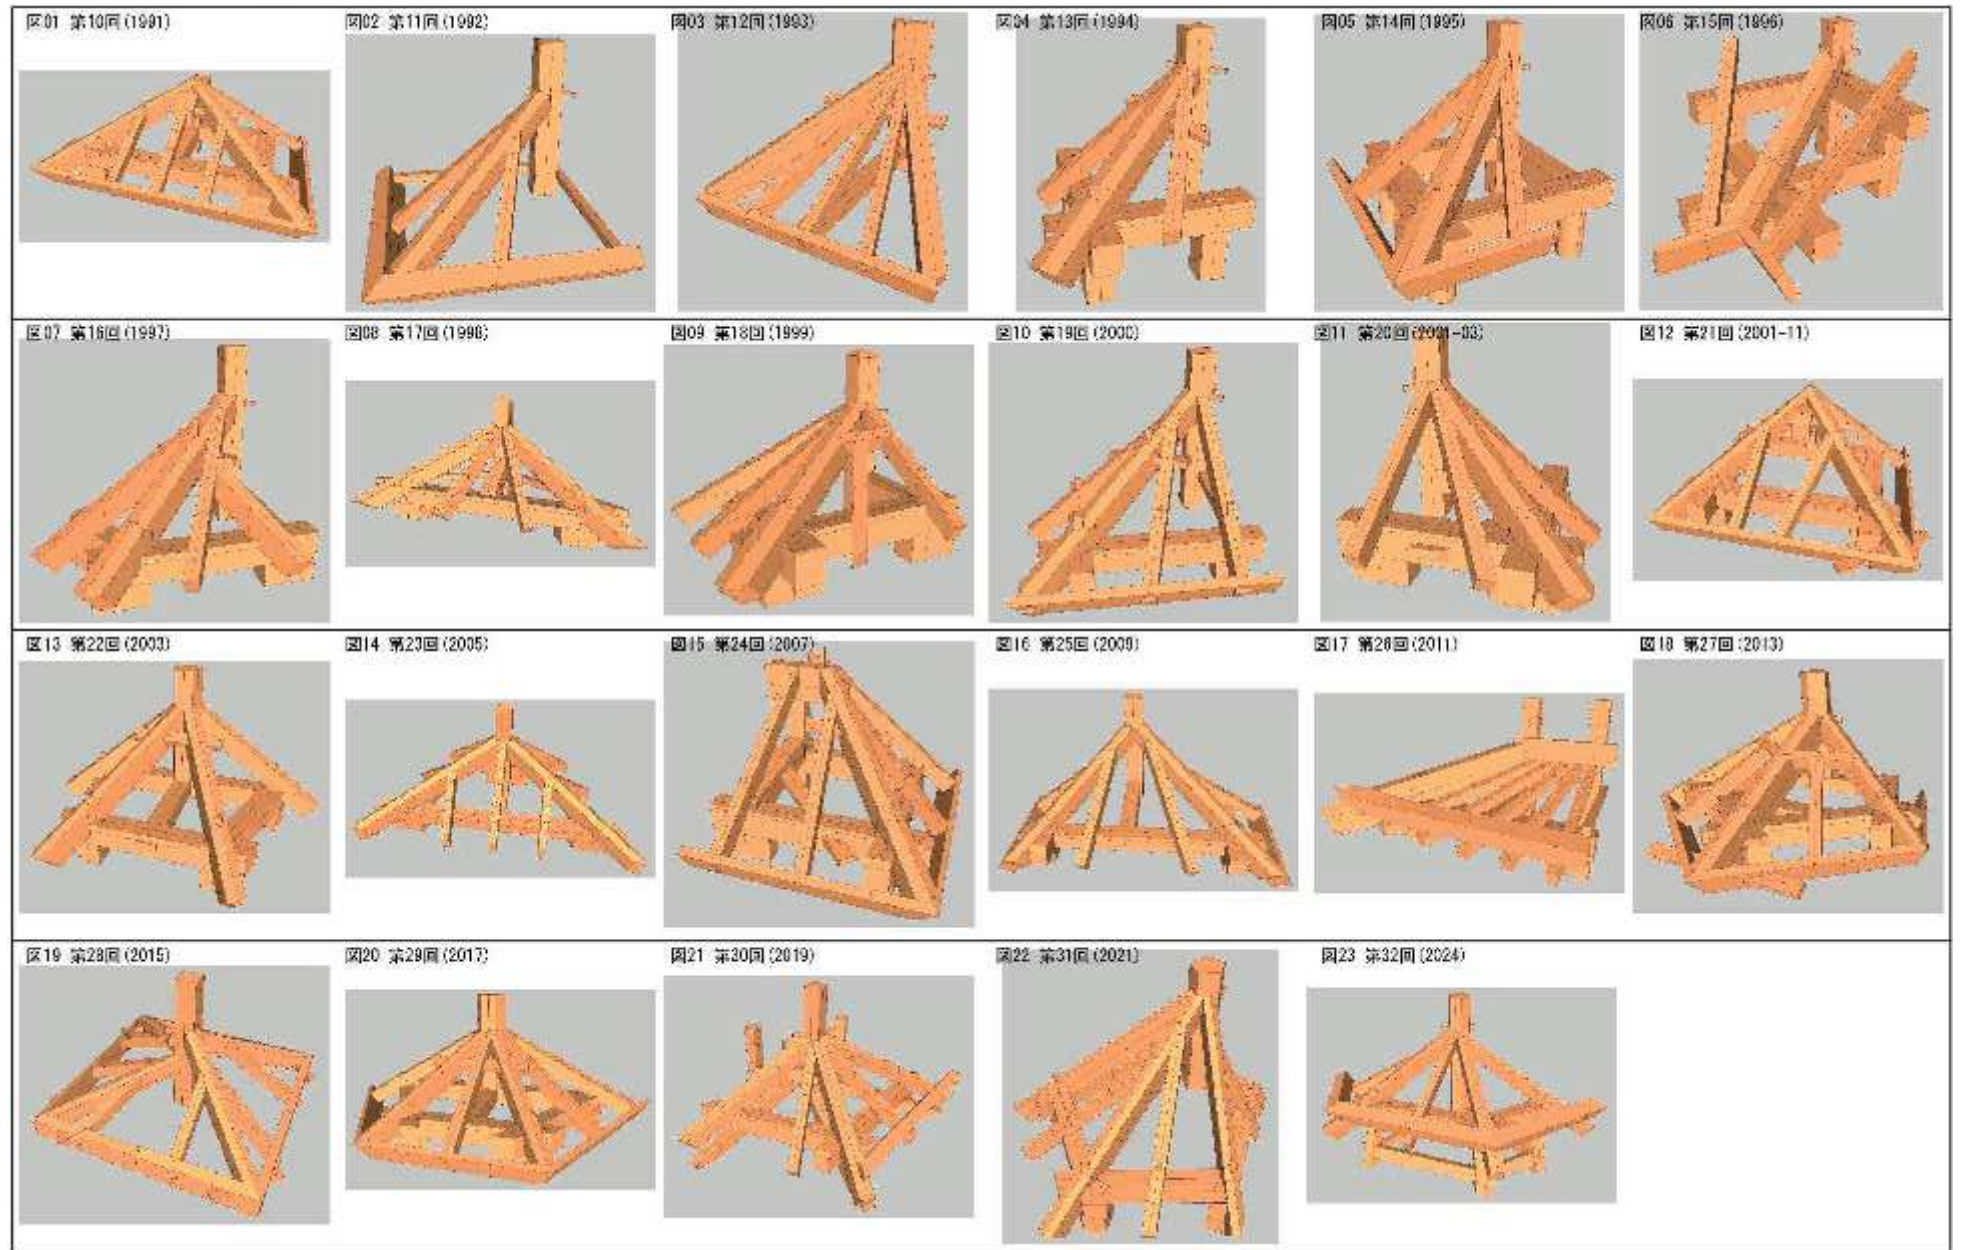 図01 第10回(1991)
図02 第11回(1992)
図03 第12回(1993)
図04 第13回(1994)
図05 第14回(1995)
図06 第15回(1996)
図07 第16回(1997)
図08 第17回(1998)
図09 第18回(1999)
図10 第19回(2000)
図11 第20回(2001-03)
図12 第21回(2001-11)
図13 第22回(2003)
図14 第23回(2005)
図15 第24回(2007)
図16 第25回(2009)
図17 第26回(2011)
図18 第27回(2013)
図19 第28回(2015)
図20 第29回(2017)
図21 第30回(2019)
図22 第31回(2021)
図23 第32回(2024)